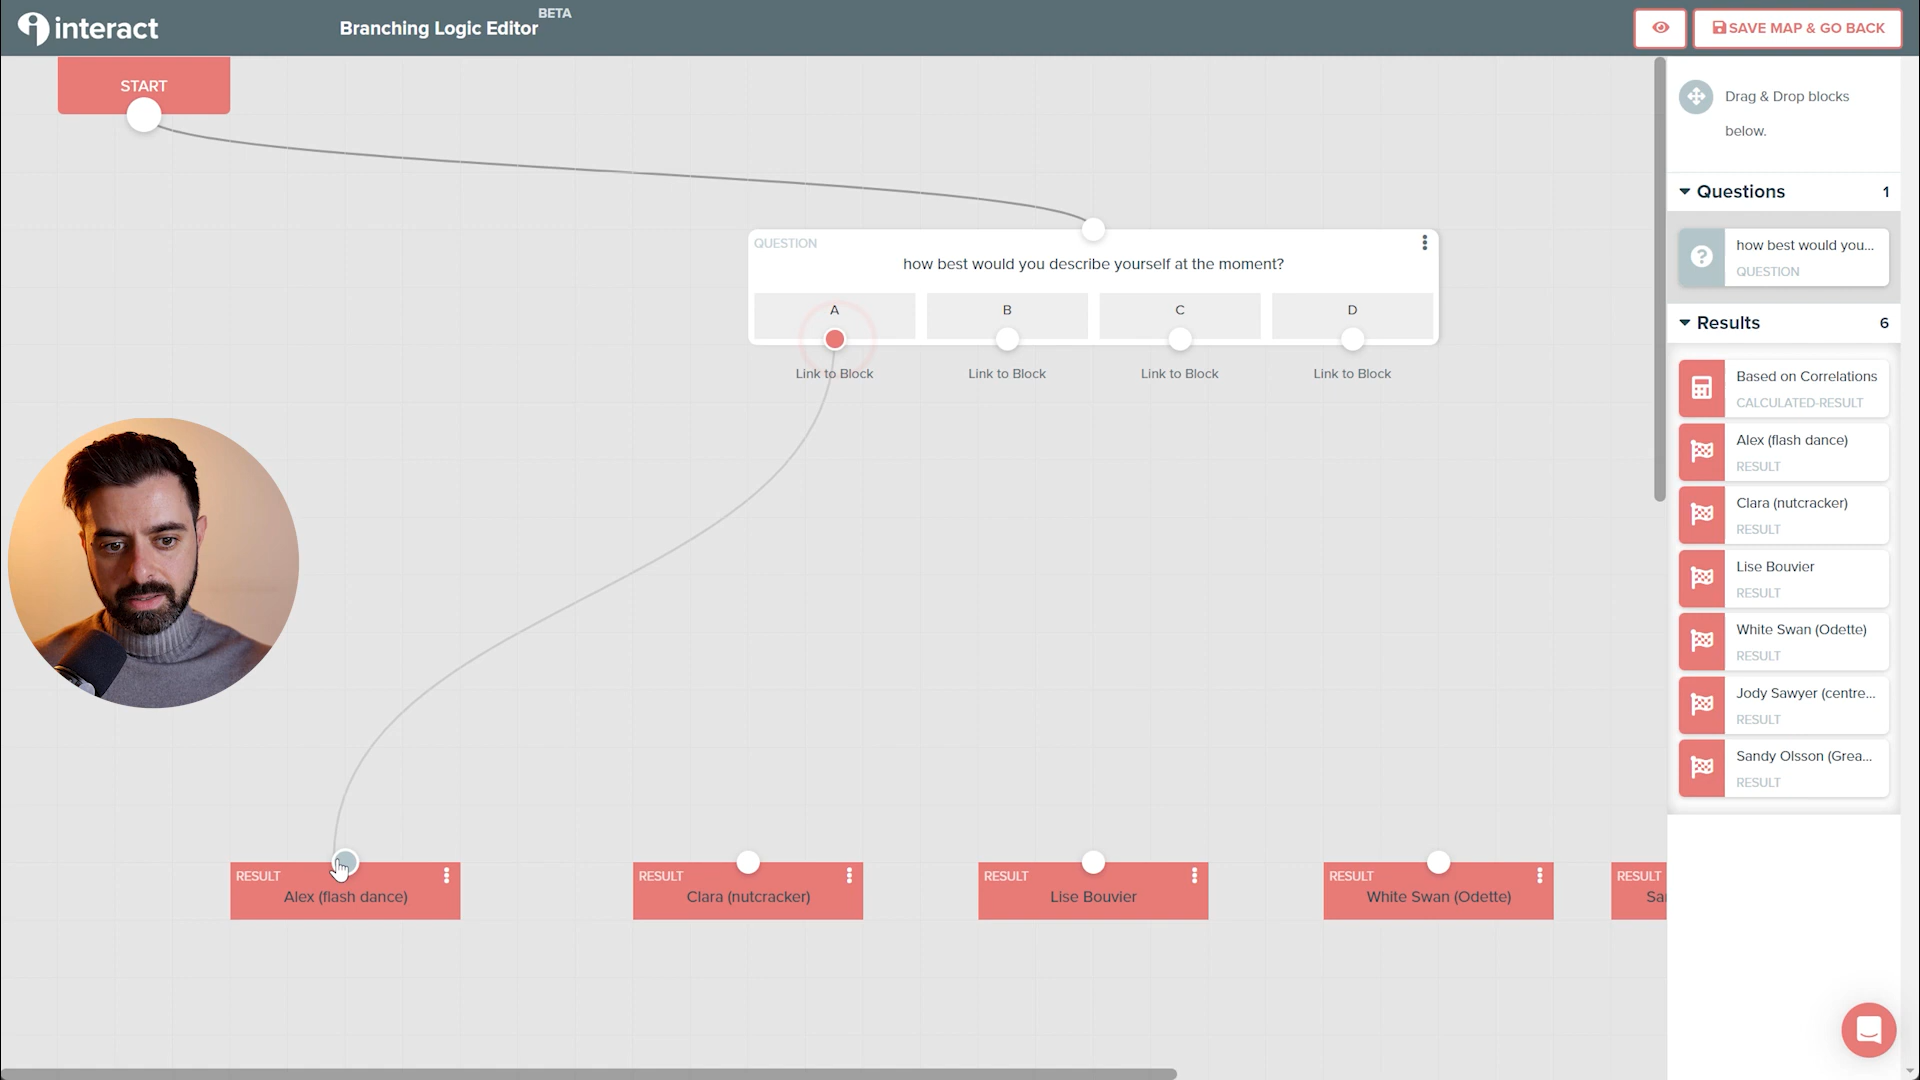 interact
Branching Logic Editor
BETA
SAVE MAP & GO BACK
START
Drag & Drop blocks
below.
Questions 1
how best would you...
QUESTION
Results 6
Based on Correlations
CALCULATED-RESULT
Alex (flash dance)
RESULT
Clara (nutcracker)
RESULT
Lise Bouvier
RESULT
White Swan (Odette)
RESULT
Jody Sawyer (centre...
RESULT
Sandy Olsson (Grea...
RESULT
QUESTION
how best would you describe yourself at the moment?
A B C D
Link to Block Link to Block Link to Block Link to Block
RESULT RESULT RESULT RESULT RESULT
Alex (flash dance) Clara (nutcracker) Lise Bouvier White Swan (Odette) Sa